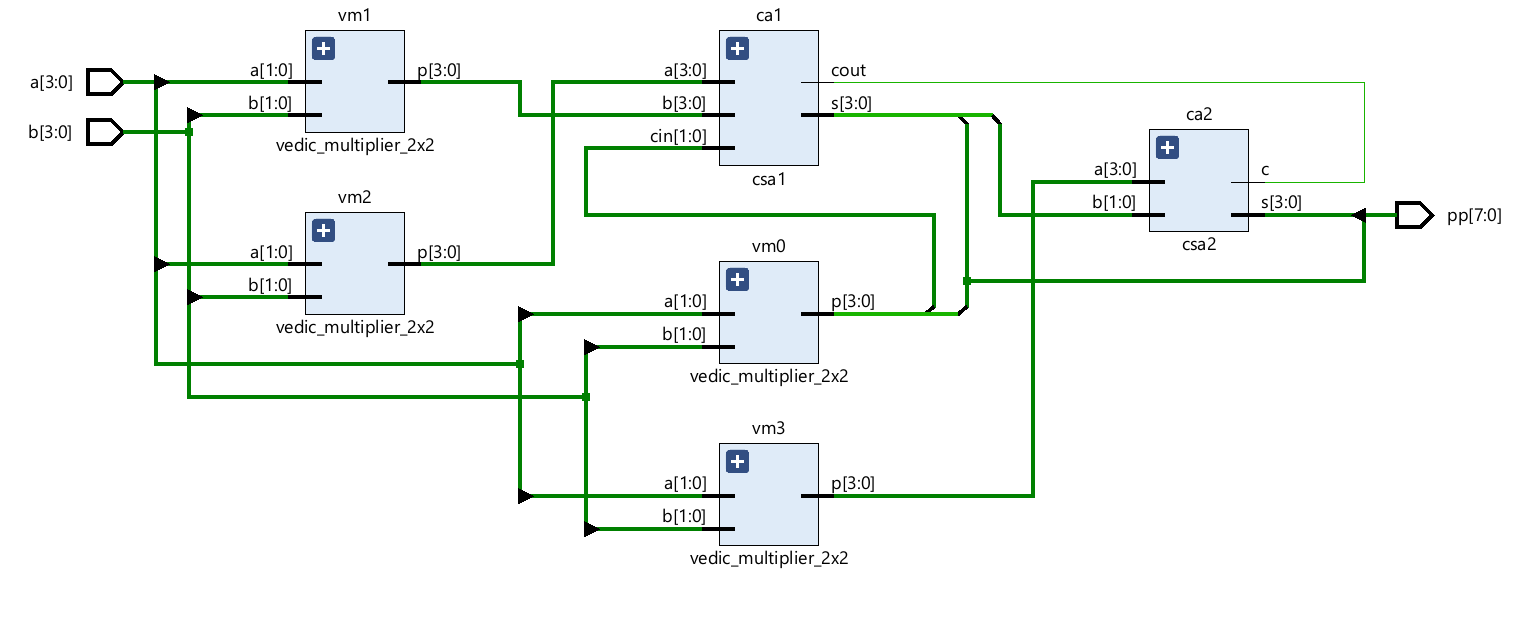 vm1
a[3:0]
b[3:0]
a[1:0]
b[1:0]
p[3:0]
vedic_multiplier_2x2
vm2
a[1:0]
b[1:0]
p[3:0]
vedic_multiplier_2x2
ca1
a[3:0]
b[3:0]
cin[1:0]
cout
s[3:0]
csa1
vm0
a[1:0]
b[1:0]
p[3:0]
vedic_multiplier_2x2
vm3
a[1:0]
b[1:0]
p[3:0]
vedic_multiplier_2x2
ca2
a[3:0]
b[1:0]
c
s[3:0]
csa2
pp[7:0]